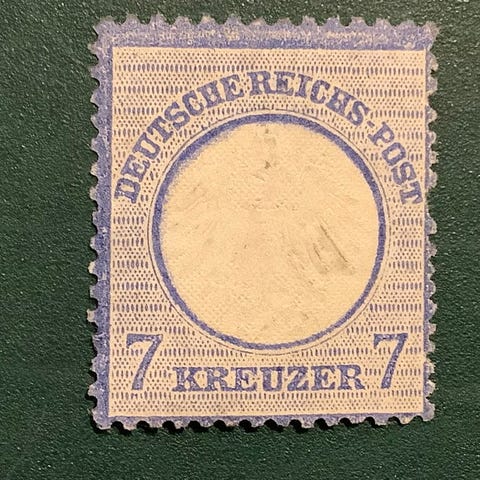 DEUTSCHE REICHS-POST
7 KREUZER 7